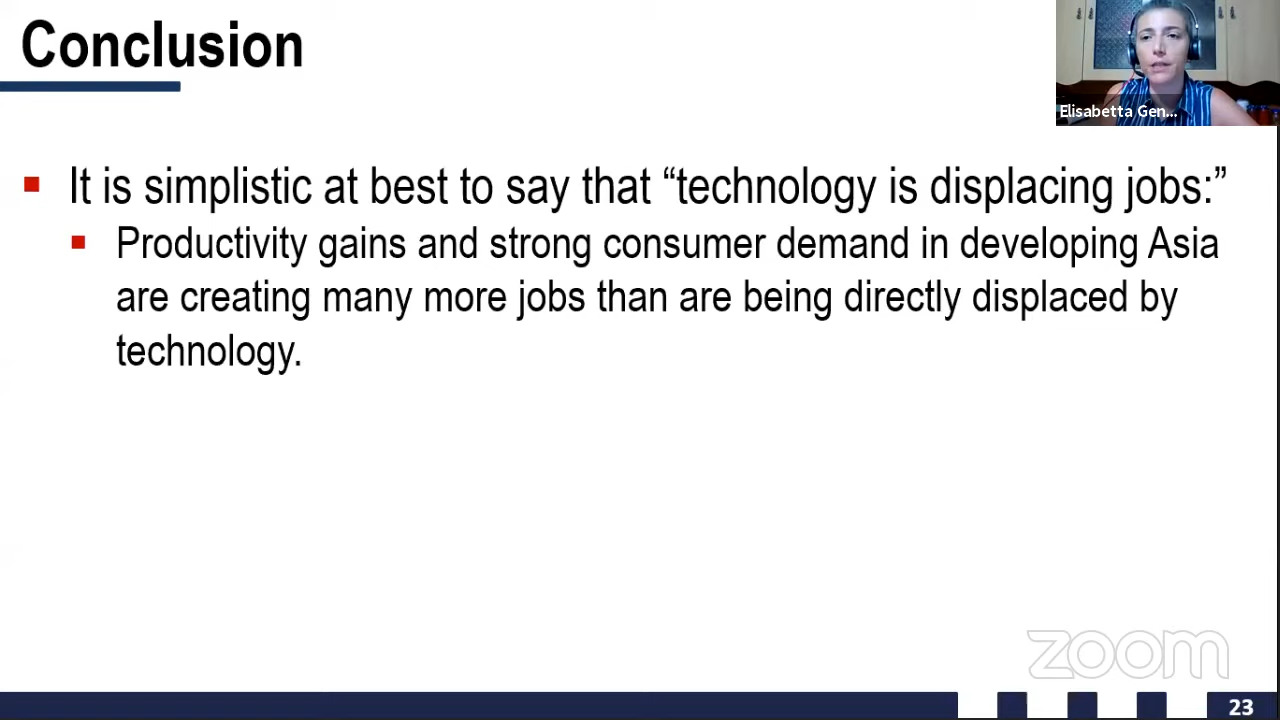 Conclusion
Elisabetta Gen...
It is simplistic at best to say that “technology is displacing jobs:”
Productivity gains and strong consumer demand in developing Asia
are creating many more jobs than are being directly displaced by
technology.
zoom
23